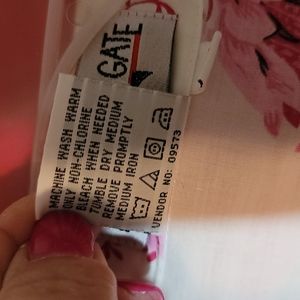 GATE
MACHINE WASH WARM
ONLY NON-CHLORINE
BLEACH WHEN NEEDED
TUMBLE DRY MEDIUM
REMOVE PROMPTLY
MEDIUM IRON
VENDOR NO: 09573